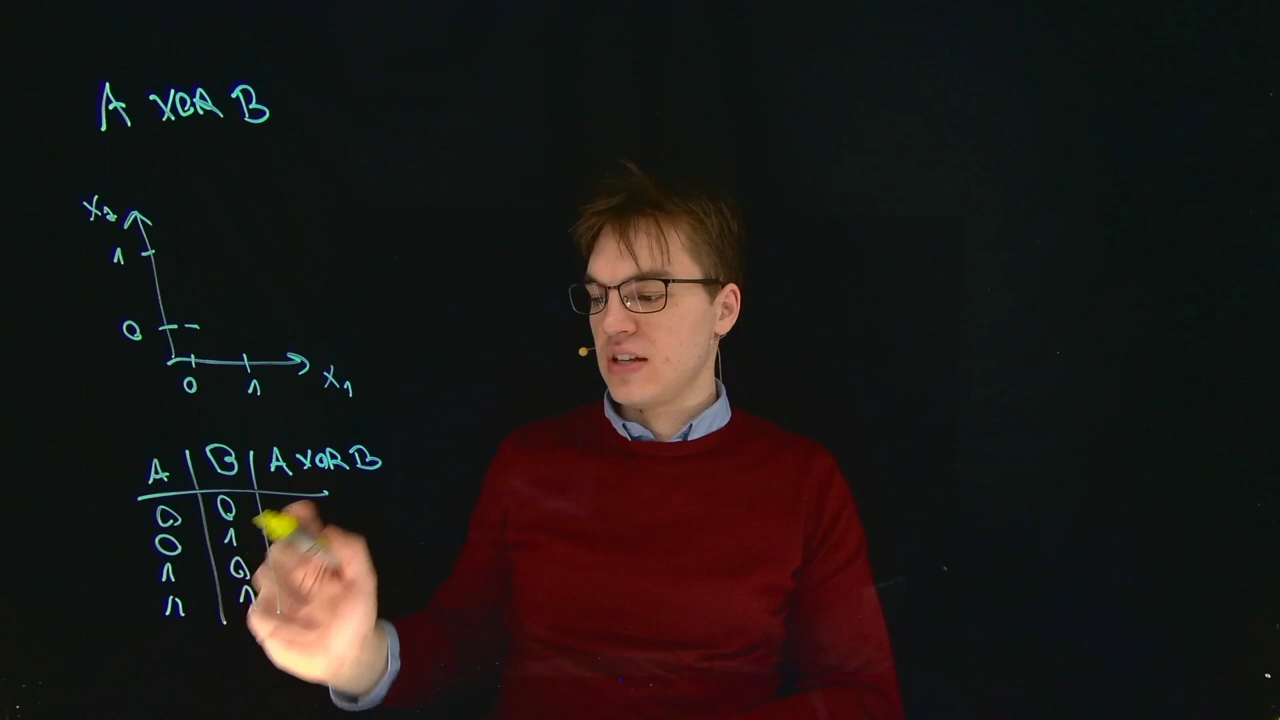 A XOR B
X2
1
0
0 1 X1
A B A XOR B
0 0
0 1
1 0
1 1